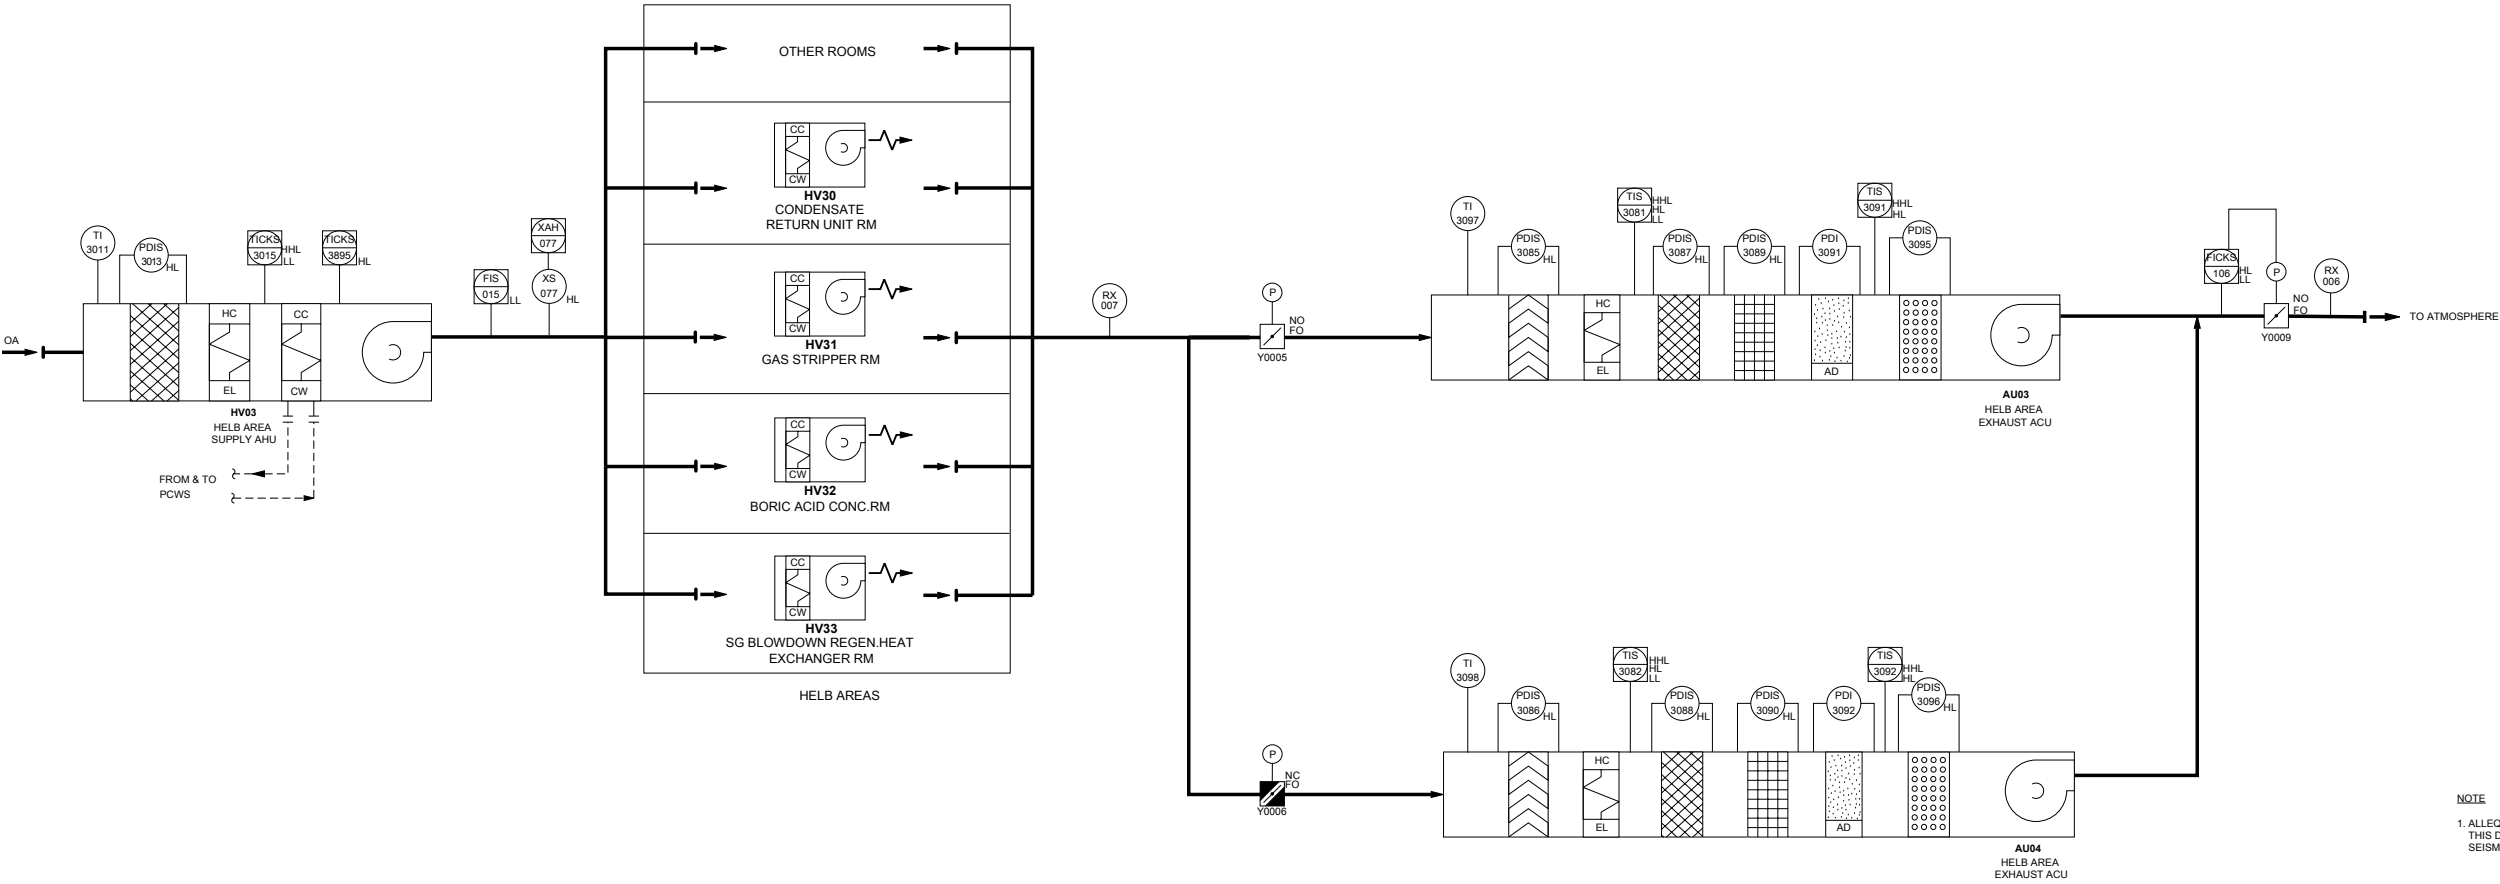 OA
TI
3011
PDIS
3013
HL
TICKS
3015
HHL
LL
TICKS
3895
HL
HC
EL
CC
CW
HV03
HELB AREA
SUPPLY AHU
FROM & TO
PCWS
FIS
015
LL
XAH
077
XS
077
HL
OTHER ROOMS
CC
CW
HV30
CONDENSATE
RETURN UNIT RM
CC
CW
HV31
GAS STRIPPER RM
CC
CW
HV32
BORIC ACID CONC.RM
CC
CW
HV33
SG BLOWDOWN REGEN.HEAT
EXCHANGER RM
HELB AREAS
RX
007
P
NO
FO
Y0005
TI
3097
PDIS
3085
HL
TIS
3081
HHL
HL
LL
PDIS
3087
HL
PDIS
3089
HL
PDI
3091
TIS
3091
HHL
HL
PDIS
3095
HC
EL
AD
AU03
HELB AREA
EXHAUST ACU
FICKS
106
HL
LL
P
NO
FO
Y0009
RX
006
TO ATMOSPHERE
P
NC
FO
Y0006
TI
3098
PDIS
3086
HL
TIS
3082
HHL
HL
LL
PDIS
3088
HL
PDIS
3090
HL
PDI
3092
TIS
3092
HHL
HL
PDIS
3096
HL
HC
EL
AD
AU04
HELB AREA
EXHAUST ACU
NOTE
1. ALLEQ
THIS D
SEISM